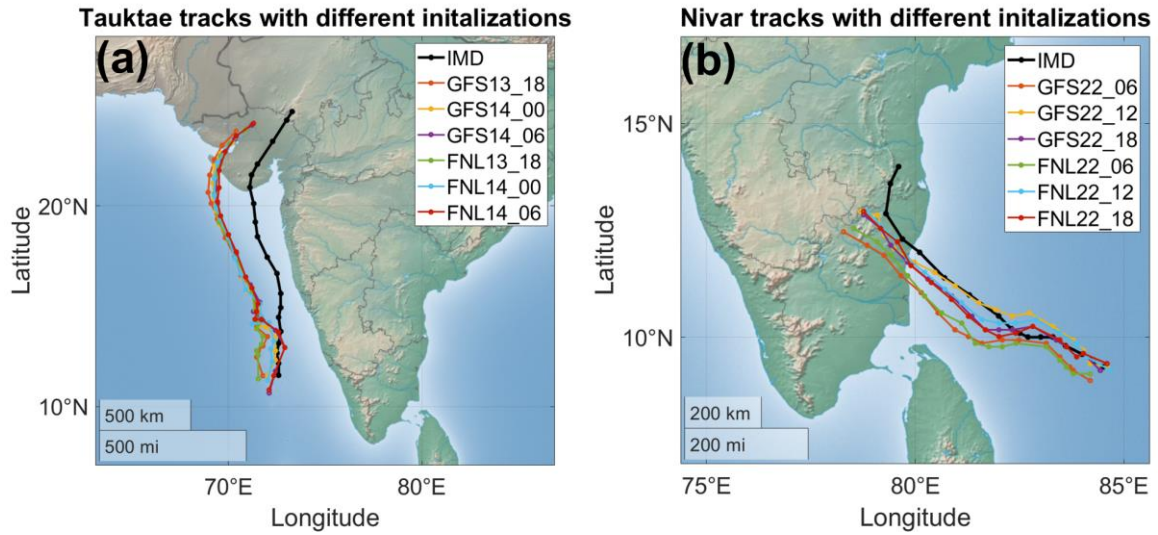 Tauktae tracks with different initalizations
(a)
IMD
GFS13_18
GFS14_00
GFS14_06
FNL13_18
FNL14_00
FNL14_06
20°N
10°N
Latitude
500 km
500 mi
70°E
80°E
Longitude
Nivar tracks with different initalizations
(b)
IMD
GFS22_06
GFS22_12
GFS22_18
FNL22_06
FNL22_12
FNL22_18
15°N
10°N
Latitude
200 km
200 mi
75°E
80°E
85°E
Longitude